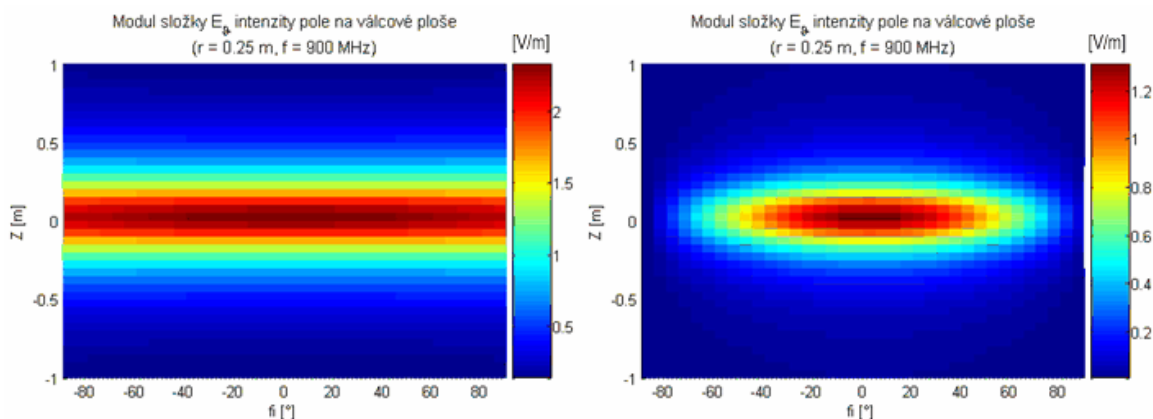 Modul složky E𝜗 intenzity pole na válcové ploše
(r = 0.25 m, f = 900 MHz)
[V/m]
1
0.5
0
-0.5
-1
Z [m]
-80 -60 -40 -20 0 20 40 60 80
fi [°]
2
1.5
1
0.5
Modul složky E𝜗 intenzity pole na válcové ploše
(r = 0.25 m, f = 900 MHz)
[V/m]
1
0.5
0
-0.5
-1
Z [m]
-80 -60 -40 -20 0 20 40 60 80
fi [°]
1.2
1
0.8
0.6
0.4
0.2